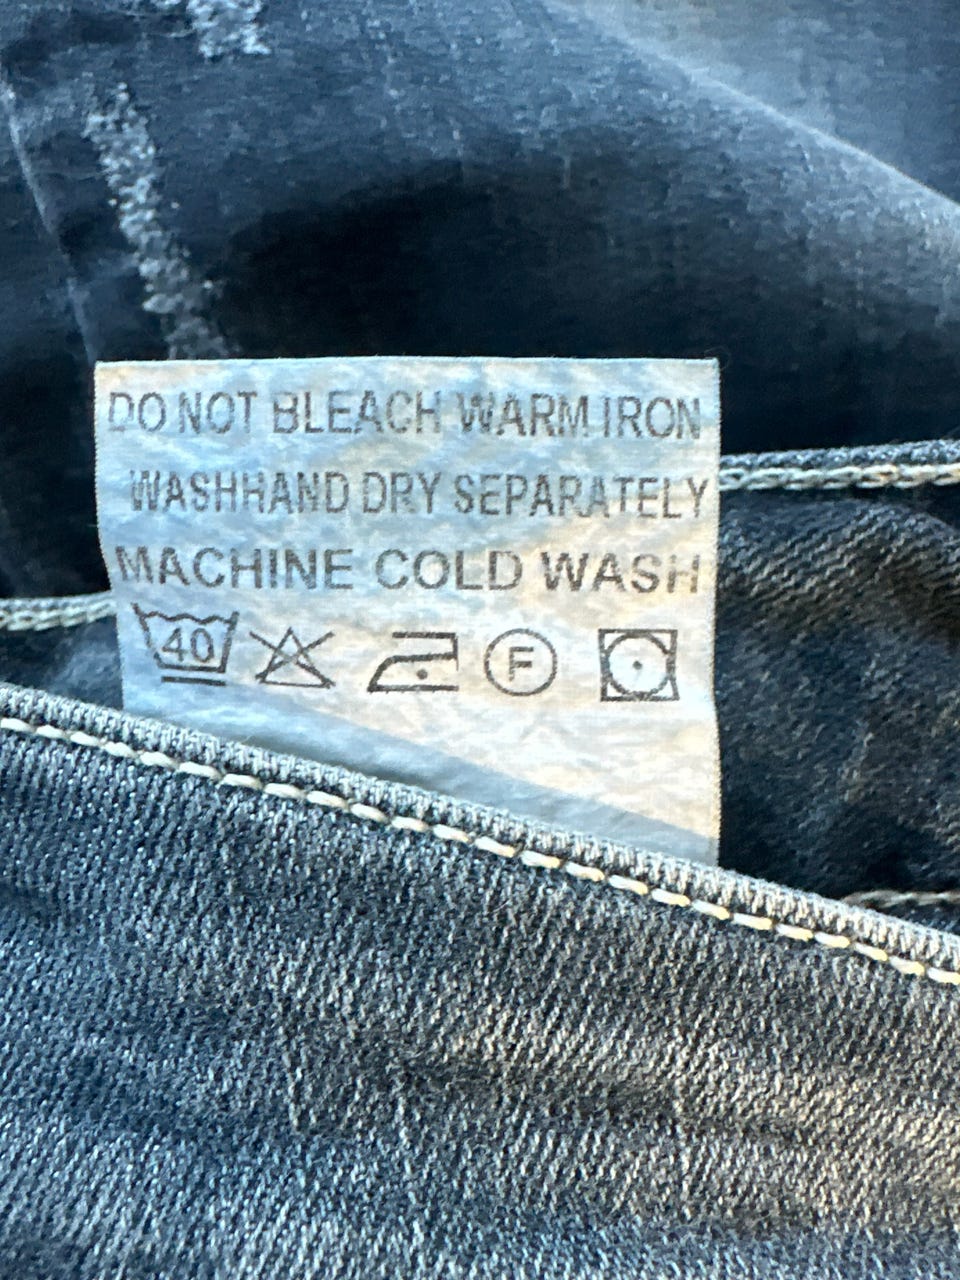 DO NOT BLEACH WARM IRON
WASHHAND DRY SEPARATELY
MACHINE COLD WASH
40 F